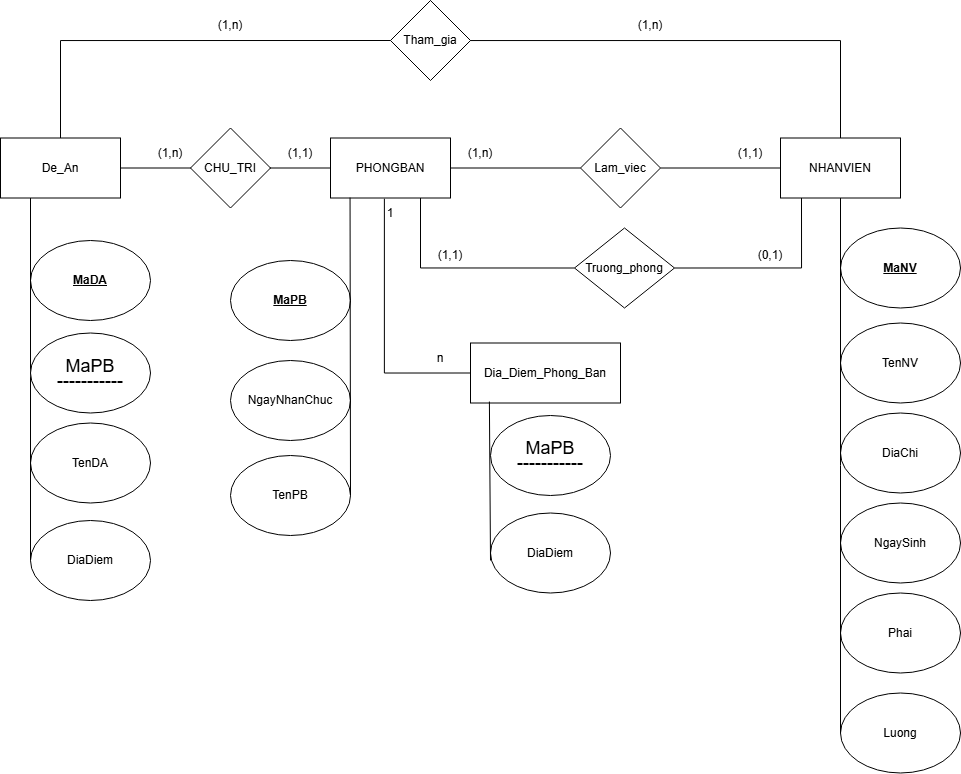 (1,n)
(1,n)
Tham_gia
De_An
(1,n)
CHU_TRI
(1,1)
PHONGBAN
(1,n)
Lam_viec
(1,1)
NHANVIEN
1
(1,1)
Truong_phong
(0,1)
MaDA
MaPB
-----------
TenDA
DiaDiem
MaPB
NgayNhanChuc
TenPB
n
Dia_Diem_Phong_Ban
MaPB
-----------
DiaDiem
MaNV
TenNV
DiaChi
NgaySinh
Phai
Luong